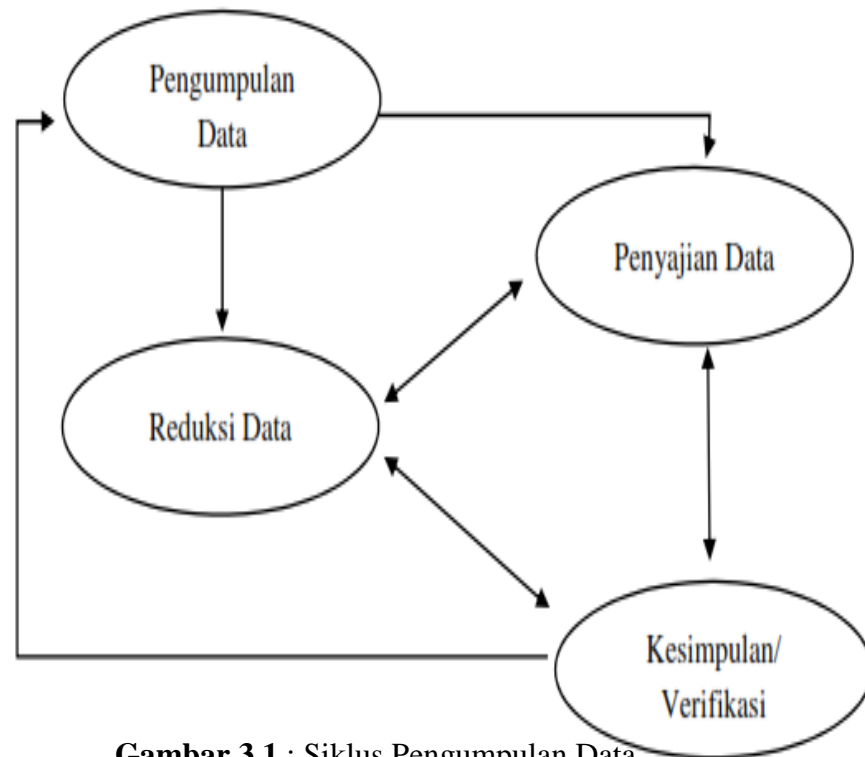 Pengumpulan
Data
Penyajian Data
Reduksi Data
Kesimpulan/
Verifikasi
Gambar 3.1 : Siklus Pengumpulan Data